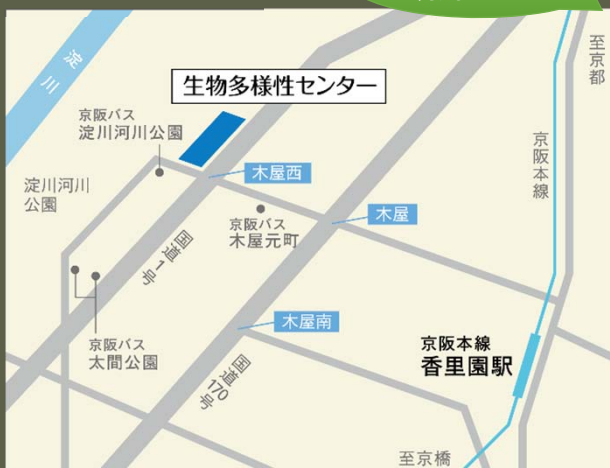 淀川
至京都
生物多様性センター
京阪バス
淀川河川公園
京阪本線
木屋西
淀川河川
公園
木屋
京阪バス
木屋元町
国道1号
木屋南
京阪本線
香里園駅
京阪バス
太間公園
国道170号
至京橋